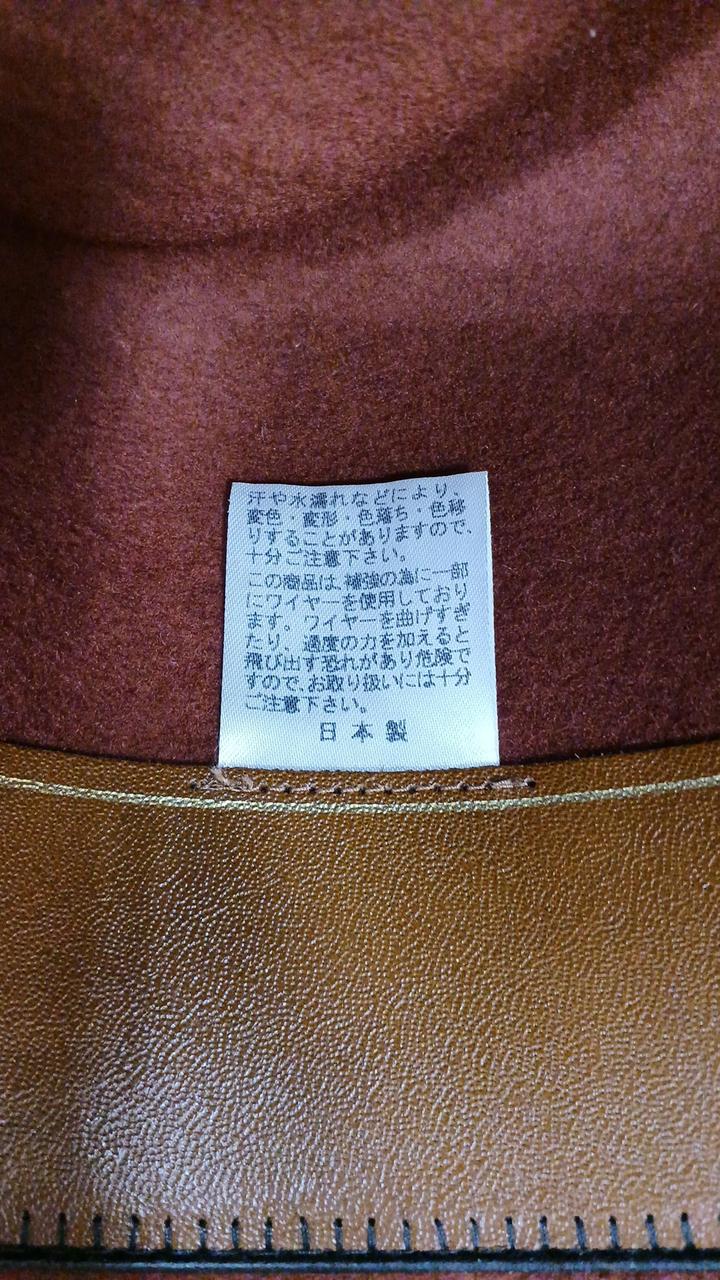 汗や水濡れなどにより、
変色・変形・色落ち・色移
りすることがありますので、
十分ご注意下さい。
この商品は、補強の為に一部
にワイヤーを使用しており
ます。ワイヤーを曲げすぎ
たり、過度の力を加えると
飛び出す恐れがあり危険で
すので、お取り扱いには十分
ご注意下さい。
日本製